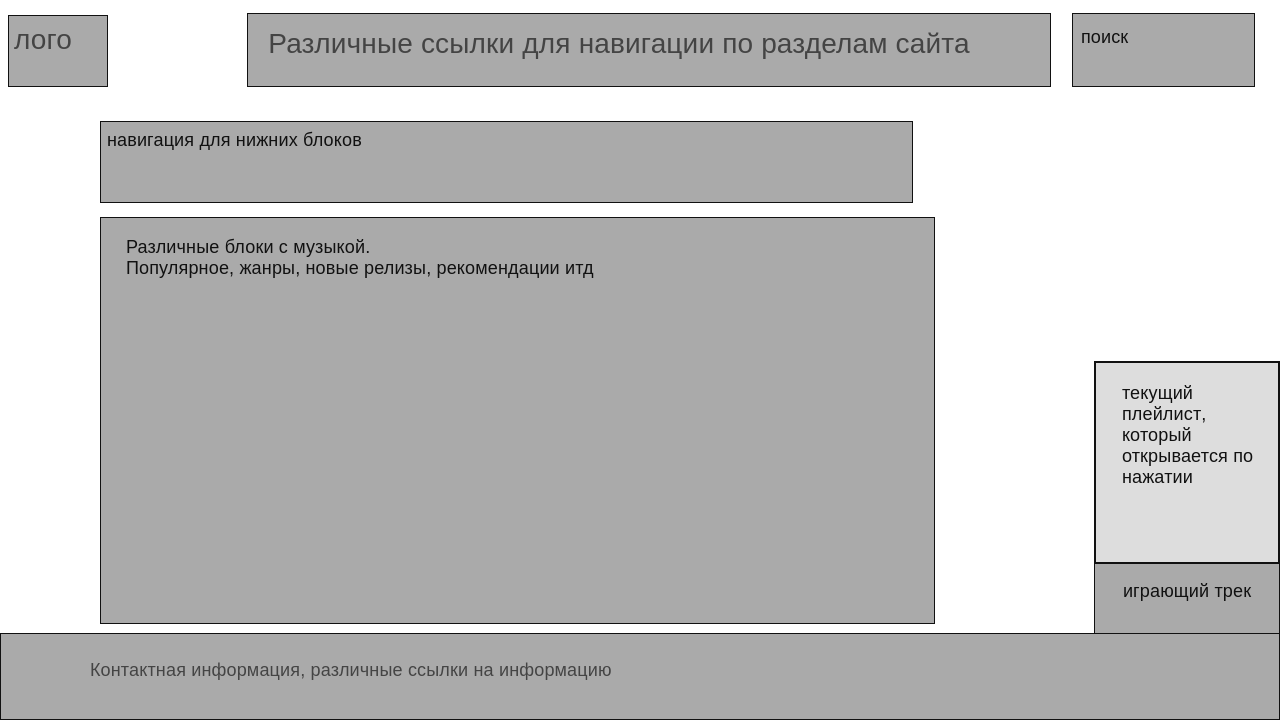 лого
Различные ссылки для навигации по разделам сайта
поиск
навигация для нижних блоков
Различные блоки с музыкой.
Популярное, жанры, новые релизы, рекомендации итд
текущий
плейлист,
который
открывается по
нажатии
играющий трек
Контактная информация, различные ссылки на информацию